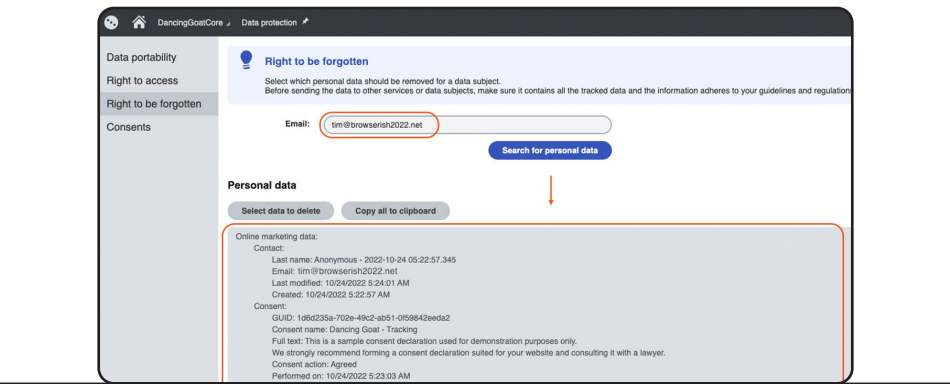 DancingGoatCore
Data protection
Data portability
Right to access
Right to be forgotten
Consents
Right to be forgotten
Select which personal data should be removed for a data subject.
Before sending the data to other services or data subjects, make sure it contains all the tracked data and the information adheres to your guidelines and regulation
Email:
tim@browserish2022.net
Search for personal data
Personal data
Select data to delete
Copy all to clipboard
Online marketing data:
Contact:
Last name: Anonymous - 2022-10-24 05:22:57.345
Email: tim@browserish2022.net
Last modified: 10/24/2022 5:24:01 AM
Created: 10/24/2022 5:22:57 AM
Consent:
GUID: 1d6d235a-702e-49c2-ab51-0f59842eeda2
Consent name: Dancing Goat - Tracking
Full text: This is a sample consent declaration used for demonstration purposes only.
We strongly recommend forming a consent declaration suited for your website and consulting it with a lawyer.
Consent action: Agreed
Performed on: 10/24/2022 5:23:03 AM